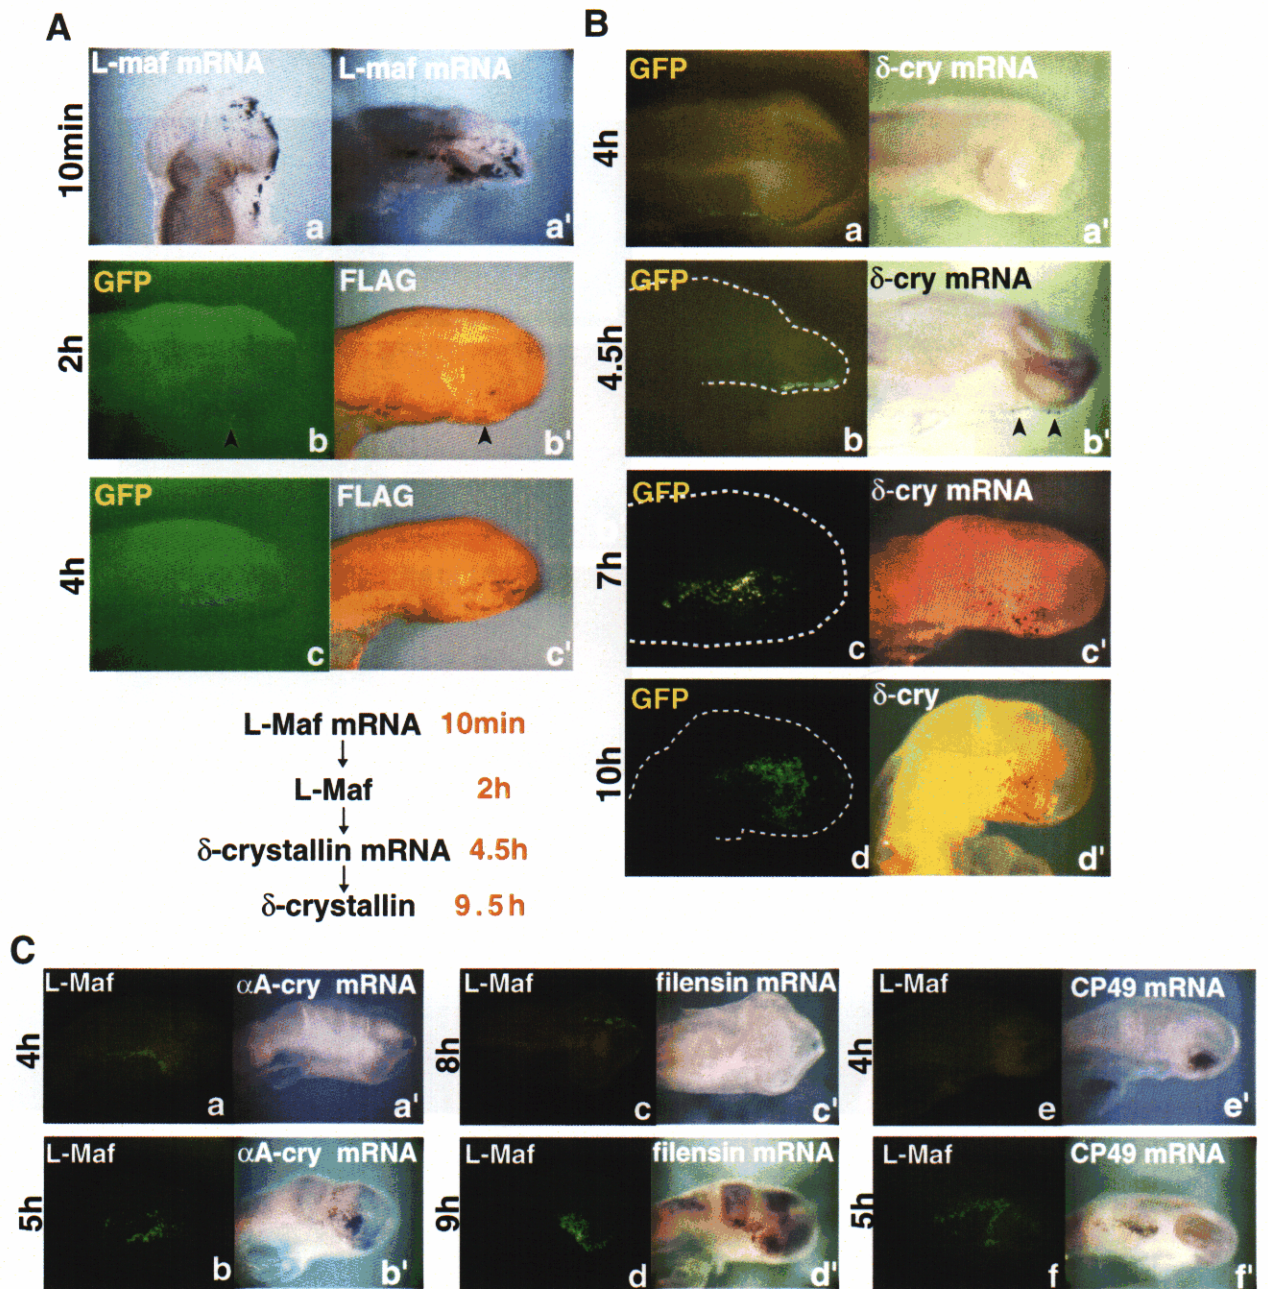 A
L-maf mRNA
L-maf mRNA
10min
a
a'
GFP
FLAG
2h
b
b'
GFP
FLAG
4h
c
c'
L-Maf mRNA 10min
L-Maf 2h
δ-crystallin mRNA 4.5h
δ-crystallin 9.5h
B
GFP
δ-cry mRNA
4h
a
a'
GFP
δ-cry mRNA
4.5h
b
b'
GFP
δ-cry mRNA
7h
c
c'
GFP
δ-cry
10h
d
d'
C
L-Maf
αA-cry mRNA
4h
a
a'
L-Maf
filensin mRNA
8h
c
c'
L-Maf
CP49 mRNA
4h
e
e'
L-Maf
αA-cry mRNA
5h
b
b'
L-Maf
filensin mRNA
9h
d
d'
L-Maf
CP49 mRNA
5h
f
f'